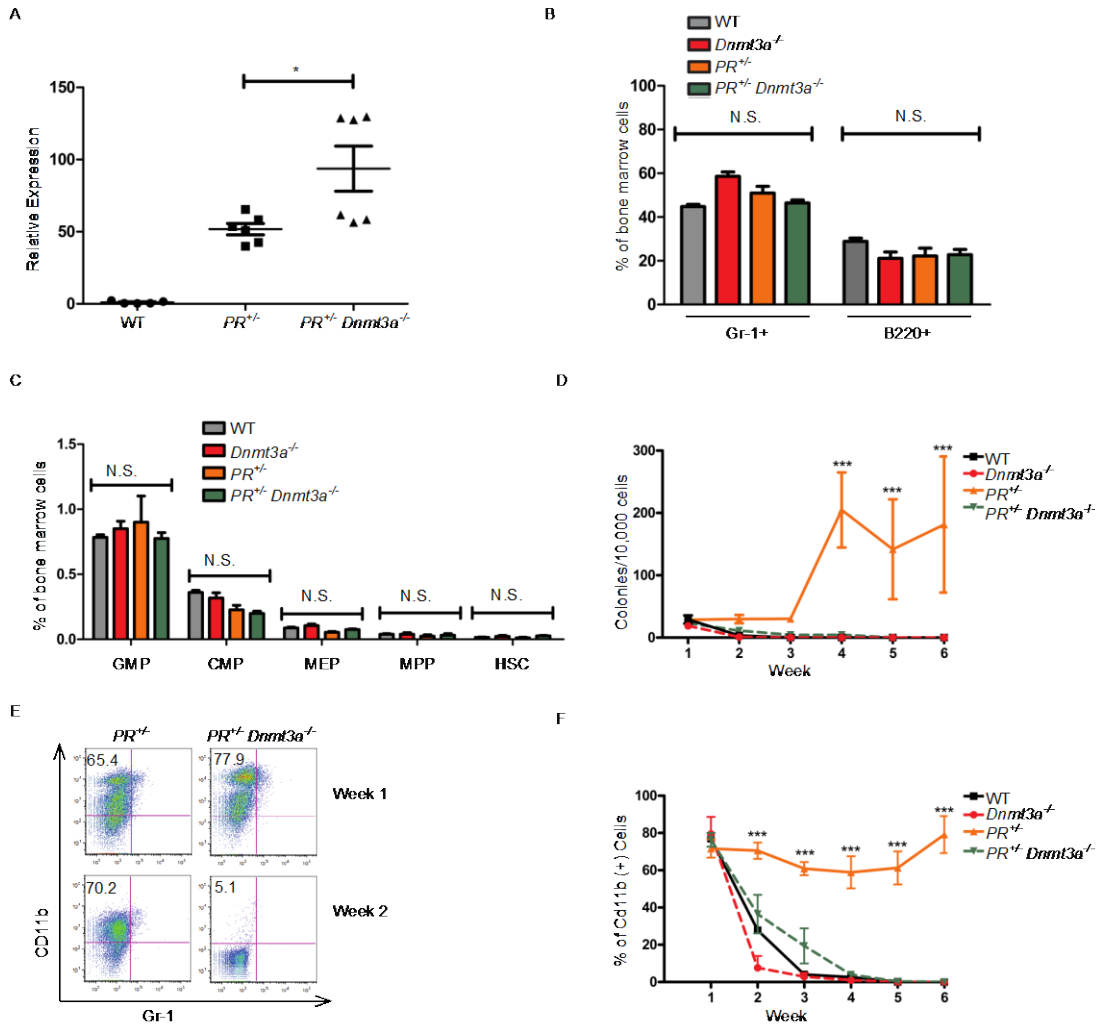 A
Relative Expression
150
100
50
0
*
WT
PR+/-
PR+/- Dnmt3a-/-
B
WT
Dnmt3a-/-
PR+/-
PR+/- Dnmt3a-/-
% of bone marrow cells
100
80
60
40
20
0
N.S.
N.S.
Gr-1+
B220+
C
WT
Dnmt3a-/-
PR+/-
PR+/- Dnmt3a-/-
% of bone marrow cells
1.5
1.0
0.5
0.0
N.S.
N.S.
N.S.
N.S.
N.S.
GMP
CMP
MEP
MPP
HSC
D
WT
Dnmt3a-/-
PR+/-
PR+/- Dnmt3a-/-
Colonies/10,000 cells
300
200
100
0
***
***
***
1 2 3 4 5 6
Week
E
PR+/-
PR+/- Dnmt3a-/-
65.4
77.9
Week 1
70.2
5.1
Week 2
CD11b
Gr-1
F
WT
Dnmt3a-/-
PR+/-
PR+/- Dnmt3a-/-
% of Cd11b (+) Cells
100
80
60
40
20
0
***
***
***
***
***
1 2 3 4 5 6
Week